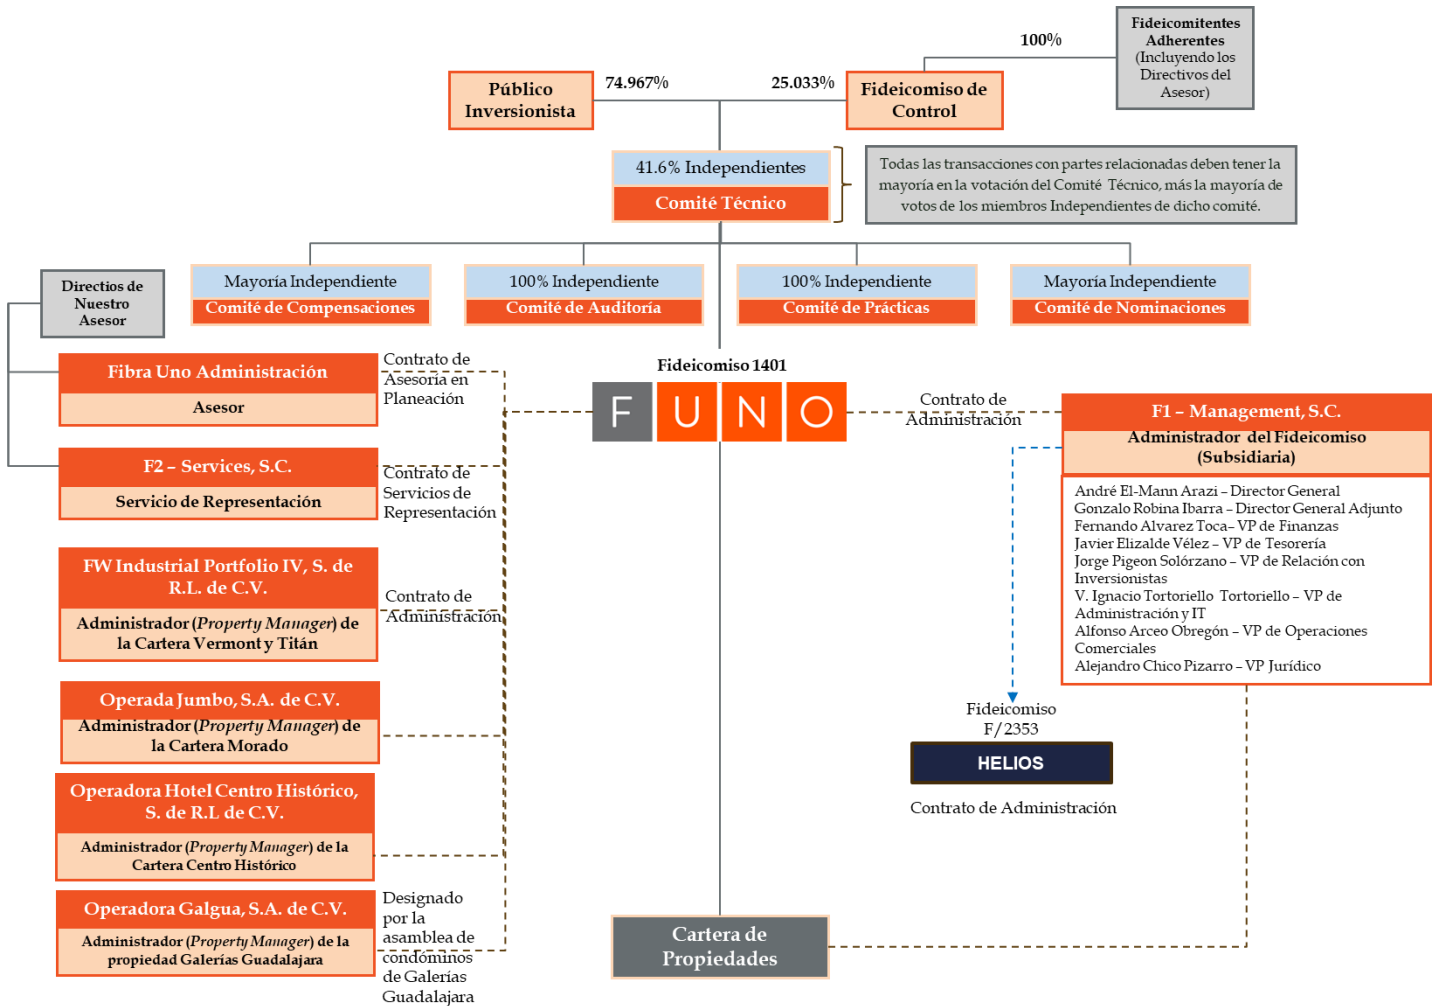 Fideicomitentes
Adherentes
(Incluyendo los
Directivos del
Asesor)
100%
Público
Inversionista
74.967%
25.033%
Fideicomiso de
Control
41.6% Independientes
Comité Técnico
Todas las transacciones con partes relacionadas deben tener la
mayoría en la votación del Comité Técnico, más la mayoría de
votos de los miembros Independientes de dicho comité.
Mayoría Independiente
Comité de Compensaciones
100% Independiente
Comité de Auditoría
100% Independiente
Comité de Prácticas
Mayoría Independiente
Comité de Nominaciones
Directios de
Nuestro
Asesor
Fibra Uno Administración
Asesor
Contrato de
Asesoría en
Planeación
F2 – Services, S.C.
Servicio de Representación
Contrato de
Servicios de
Representación
FW Industrial Portfolio IV, S. de
R.L. de C.V.
Administrador (Property Manager) de
la Cartera Vermont y Titán
Contrato de
Administración
Operada Jumbo, S.A. de C.V.
Administrador (Property Manager) de
la Cartera Morado
Operadora Hotel Centro Histórico,
S. de R.L de C.V.
Administrador (Property Manager) de la
Cartera Centro Histórico
Operadora Galgua, S.A. de C.V.
Administrador (Property Manager) de la
propiedad Galerías Guadalajara
Designado
por la
asamblea de
condóminos
de Galerías
Guadalajara
Fideicomiso 1401
FUNO
Contrato de
Administración
F1 – Management, S.C.
Administrador del Fideicomiso
(Subsidiaria)
André El-Mann Arazi – Director General
Gonzalo Robina Ibarra – Director General Adjunto
Fernando Alvarez Toca– VP de Finanzas
Javier Elizalde Vélez – VP de Tesorería
Jorge Pigeon Solórzano – VP de Relación con
Inversionistas
V. Ignacio Tortoriello Tortoriello – VP de
Administración y IT
Alfonso Arceo Obregón – VP de Operaciones
Comerciales
Alejandro Chico Pizarro – VP Jurídico
Fideicomiso
F/2353
HELIOS
Contrato de Administración
Cartera de
Propiedades